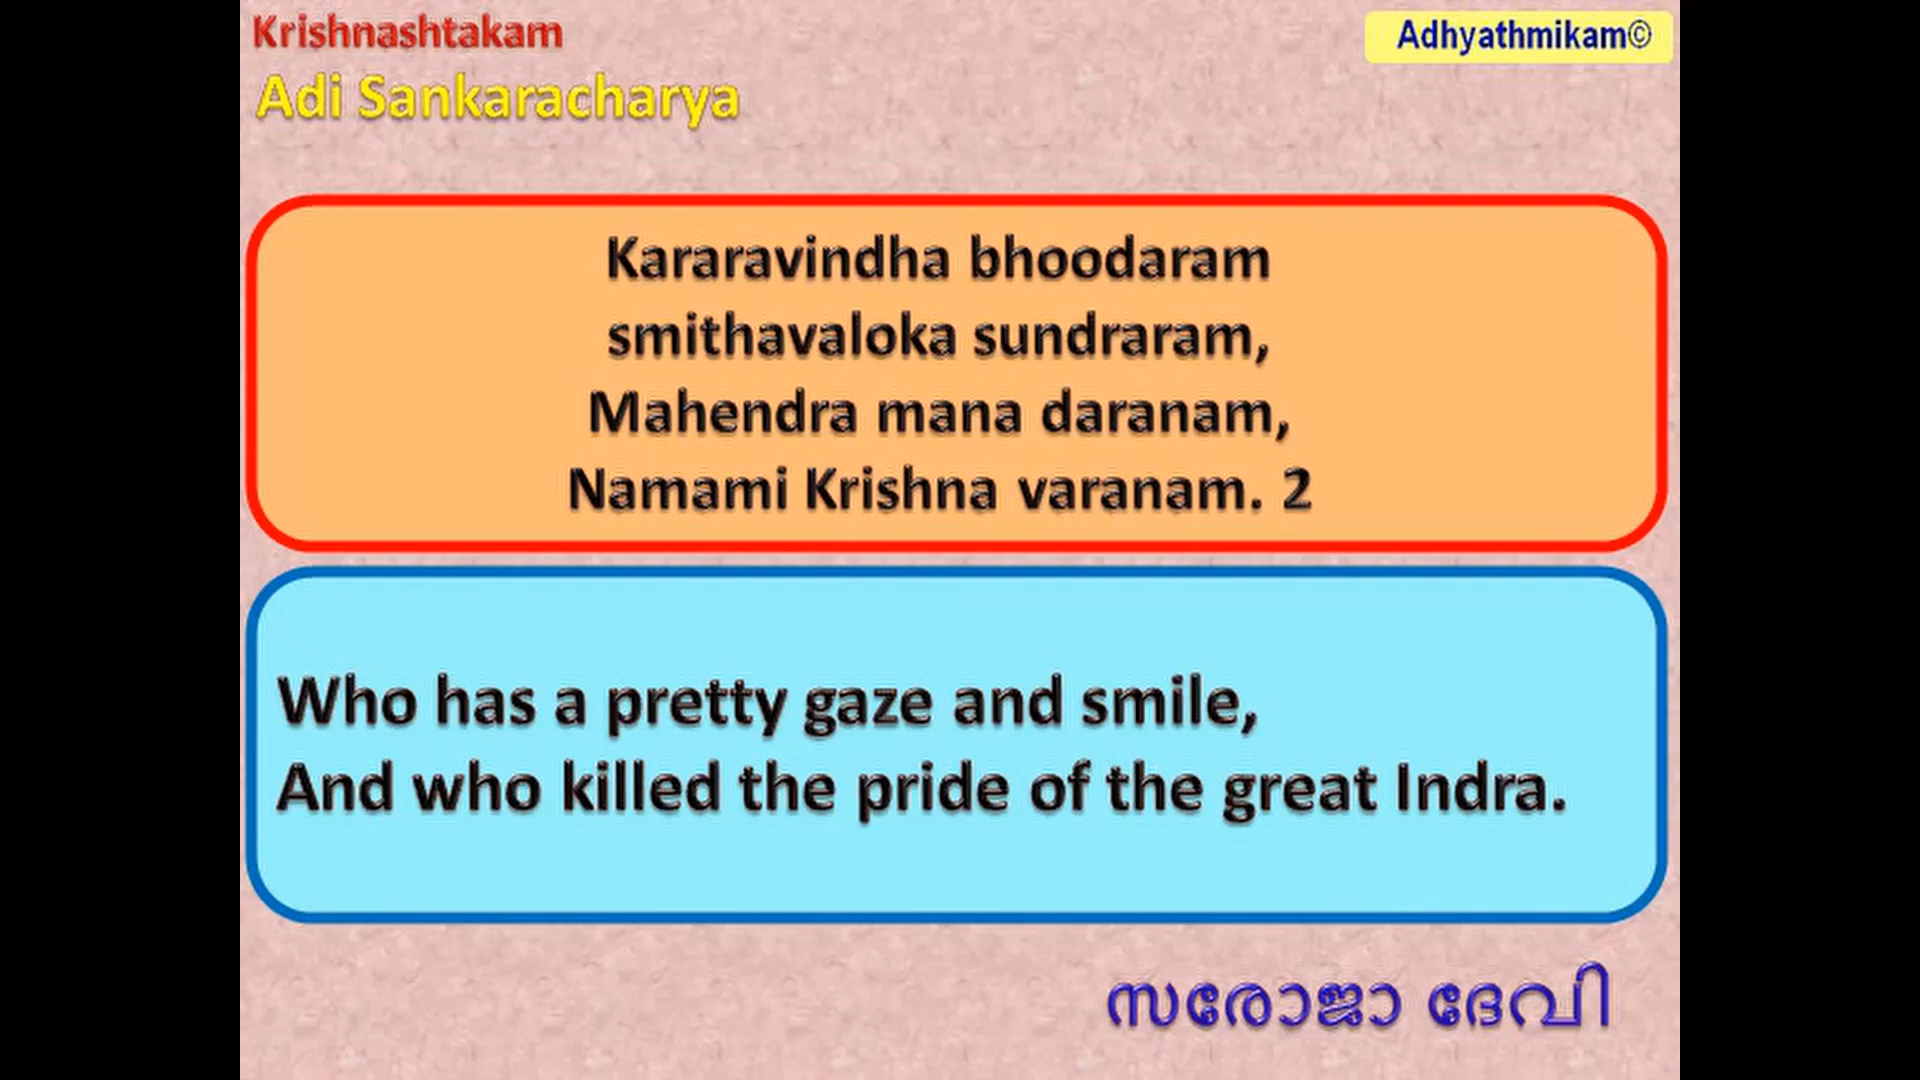 Krishnashtakam
Adhyathmikam©
Adi Sankaracharya
Kararavindha bhoodaram
smithavaloka sundraram,
Mahendra mana daranam,
Namami Krishna varanam. 2
Who has a pretty gaze and smile,
And who killed the pride of the great Indra.
സരോജാ ദേവി